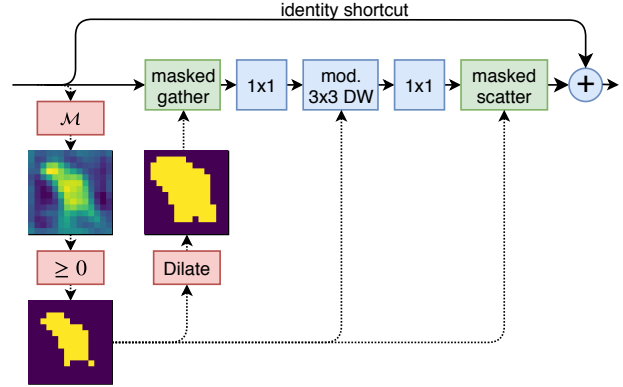 identity shortcut
masked
gather
1x1
mod.
3x3 DW
1x1
masked
scatter
+
ℳ
≥ 0
Dilate